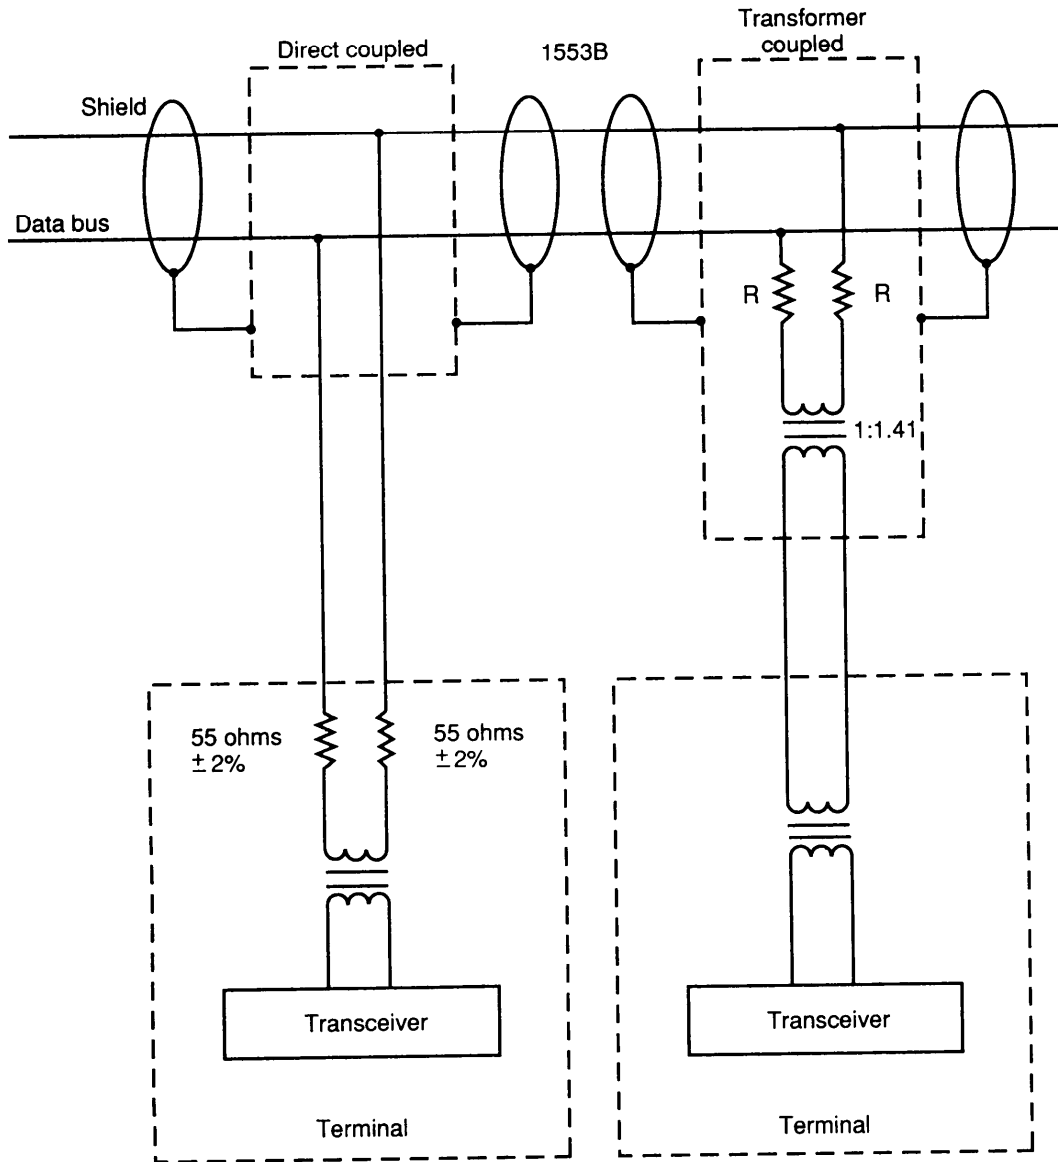 Transformer
coupled
Direct coupled
1553B
Shield
Data bus
R
R
1:1.41
55 ohms
±2%
55 ohms
±2%
Transceiver
Transceiver
Terminal
Terminal